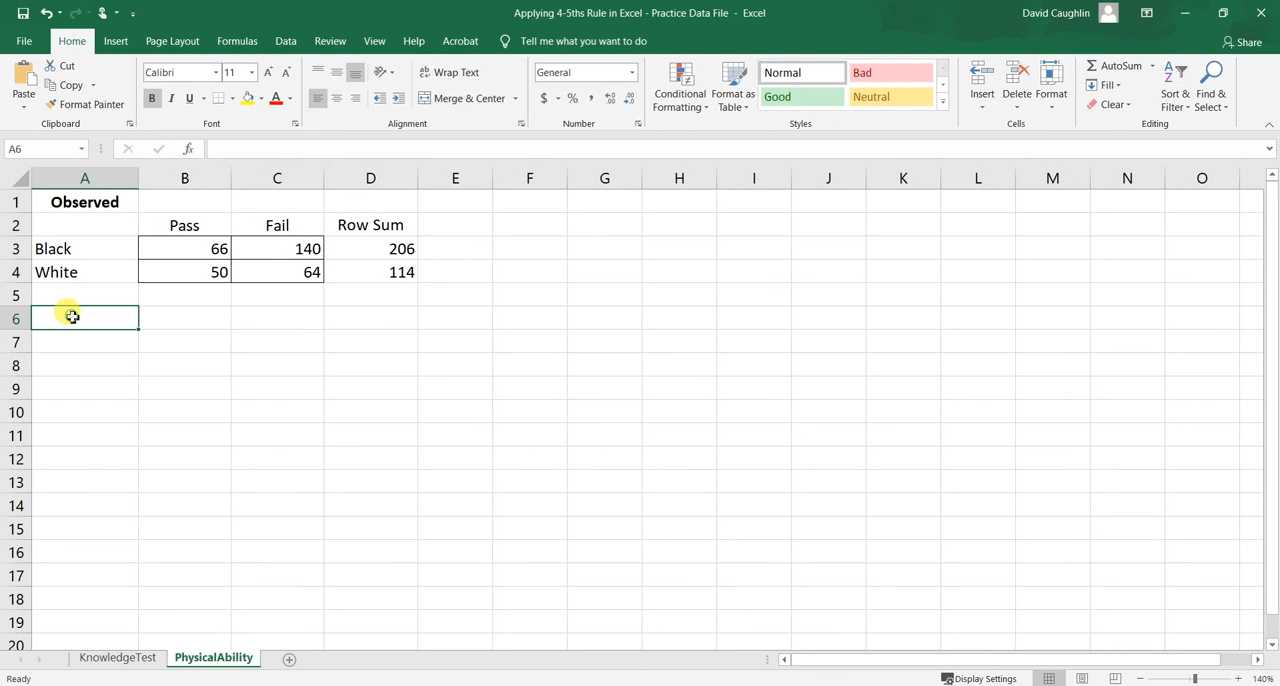 Applying 4-5ths Rule in Excel - Practice Data File - Excel
David Caughlin
File Home Insert Page Layout Formulas Data Review View Help Acrobat Tell me what you want to do Share
Paste Cut Copy Format Painter Clipboard
Calibri 11 A A B I U A Font
Wrap Text Merge & Center Alignment
General $ % , Number
Conditional Formatting Format as Table Normal Bad Good Neutral Styles
Insert Delete Format Cells
AutoSum Fill Clear Sort & Filter Find & Select Editing
A6 fx
A B C D E F G H I J K L M N O
1 Observed
2 Pass Fail Row Sum
3 Black 66 140 206
4 White 50 64 114
5
6
7
8
9
10
11
12
13
14
15
16
17
18
19
20
KnowledgeTest PhysicalAbility
Ready Display Settings 140%